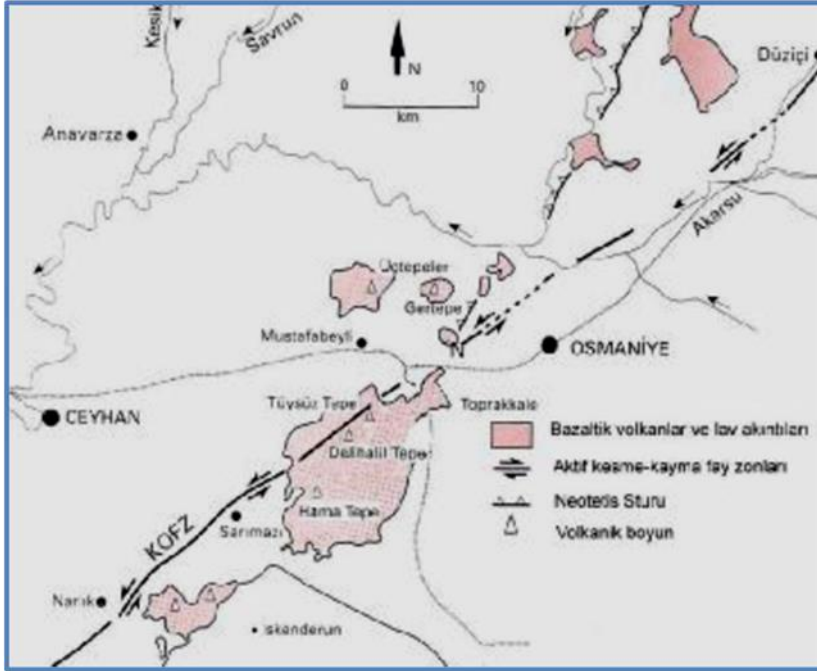 Kesik
Savrun
N
0 10
km
Düziçi
Anavarza
Akarsu
Üçtepeler
Gertepe
Mustafabeyli
N
OSMANİYE
CEYHAN
Tüysüz Tepe
Toprakkale
Delihalil Tepe
Bazaltik volkanlar ve lav akıntıları
Aktif kesme-kayma fay zonları
Hama Tepe
Neotetis Sturu
KOFZ
Sarımazı
Volkanik boyun
Narlık
iskenderun